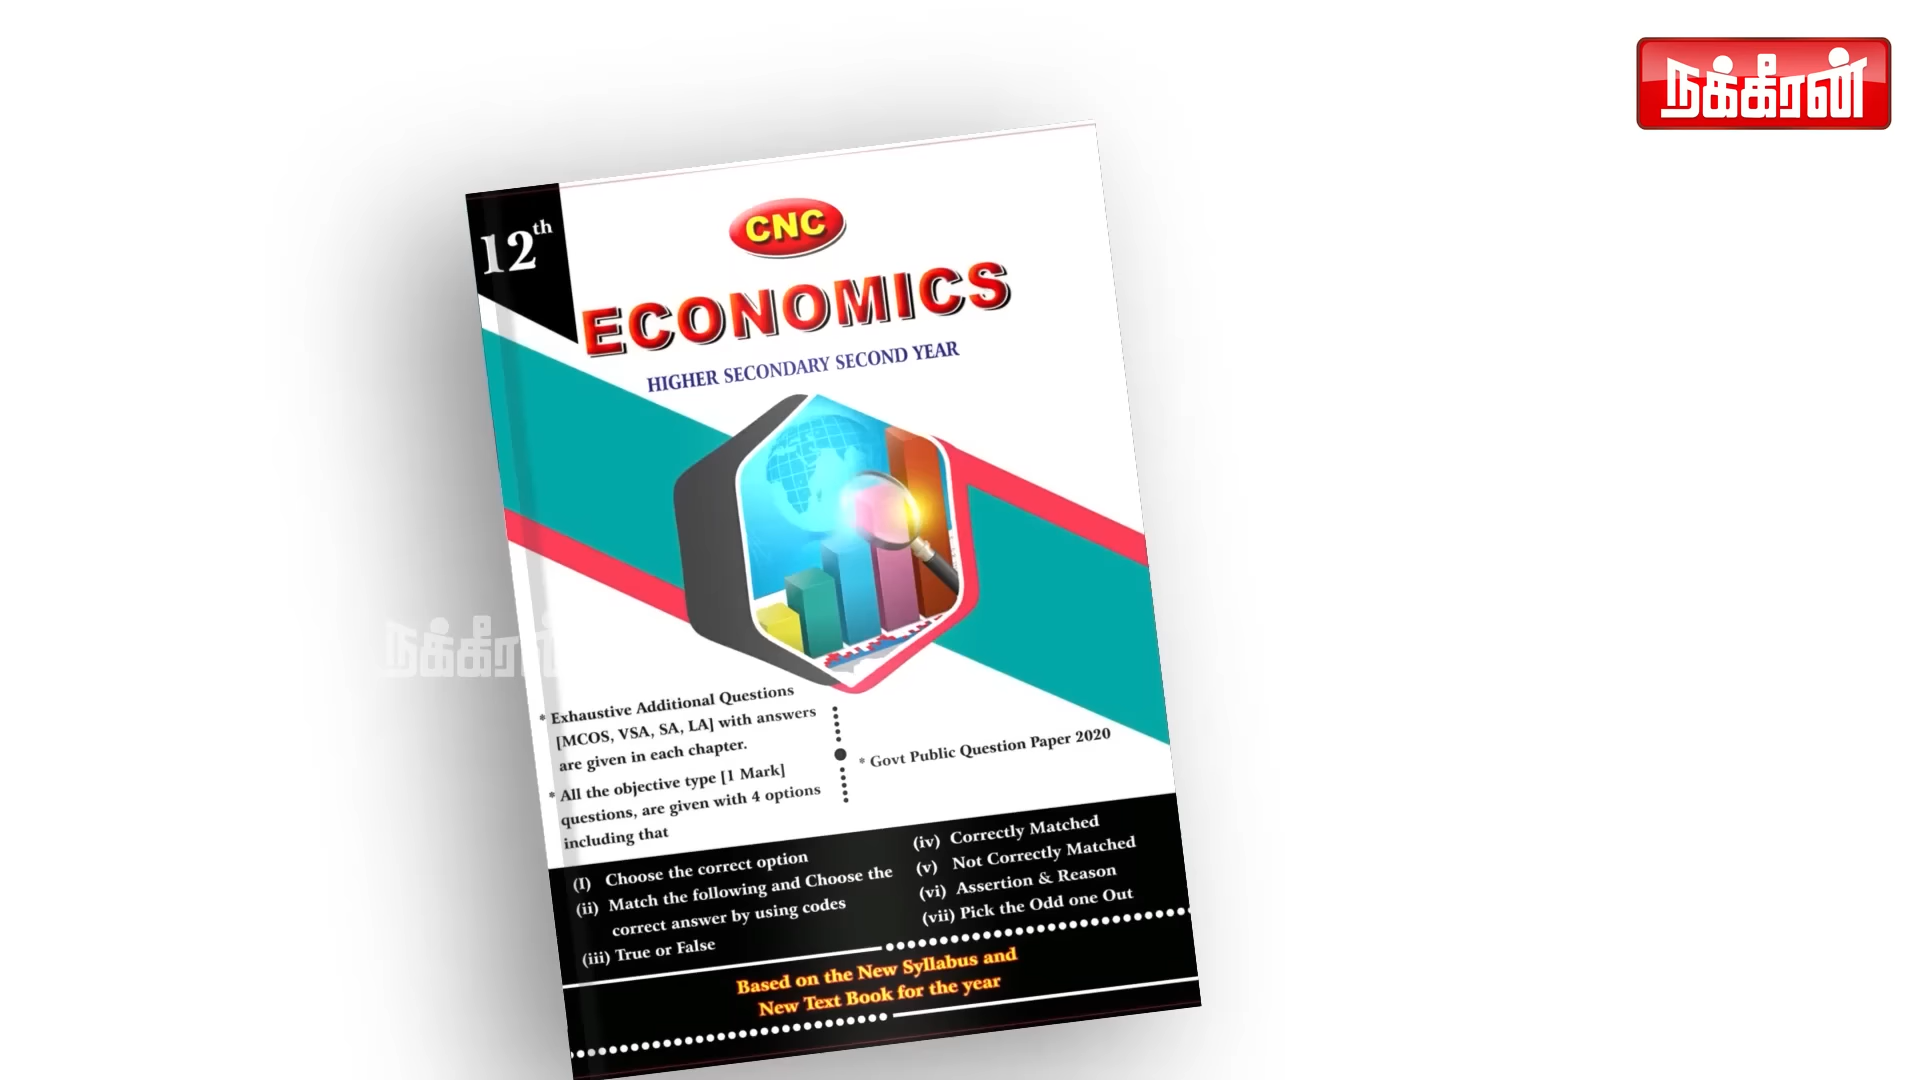 நக்கீரன்
12th
CNC
ECONOMICS
HIGHER SECONDARY SECOND YEAR
நக்கீரன்
* Exhaustive Additional Questions
[MCOS, VSA, SA, LA] with answers
are given in each chapter.
* All the objective type [1 Mark]
questions, are given with 4 options
including that
* Govt Public Question Paper 2020
(I) Choose the correct option
(ii) Match the following and Choose the
correct answer by using codes
(iii) True or False
(iv) Correctly Matched
(v) Not Correctly Matched
(vi) Assertion & Reason
(vii) Pick the Odd one Out
Based on the New Syllabus and
New Text Book for the year